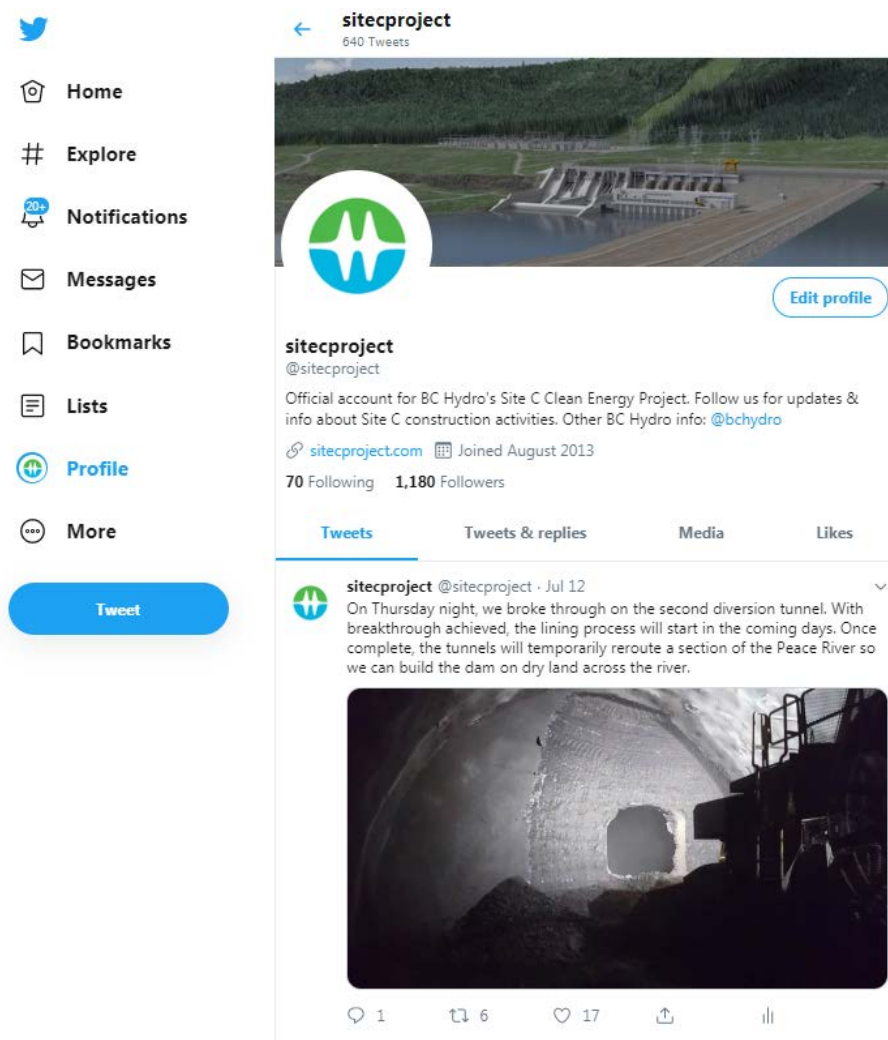 sitecproject
640 Tweets
Home
Explore
20+
Notifications
Messages
Bookmarks
Lists
Profile
More
Tweet
Edit profile
sitecproject
@sitecproject
Official account for BC Hydro's Site C Clean Energy Project. Follow us for updates &
info about Site C construction activities. Other BC Hydro info: @bchydro
sitecproject.com Joined August 2013
70 Following 1,180 Followers
Tweets Tweets & replies Media Likes
sitecproject @sitecproject · Jul 12
On Thursday night, we broke through on the second diversion tunnel. With
breakthrough achieved, the lining process will start in the coming days. Once
complete, the tunnels will temporarily reroute a section of the Peace River so
we can build the dam on dry land across the river.
1 6 17